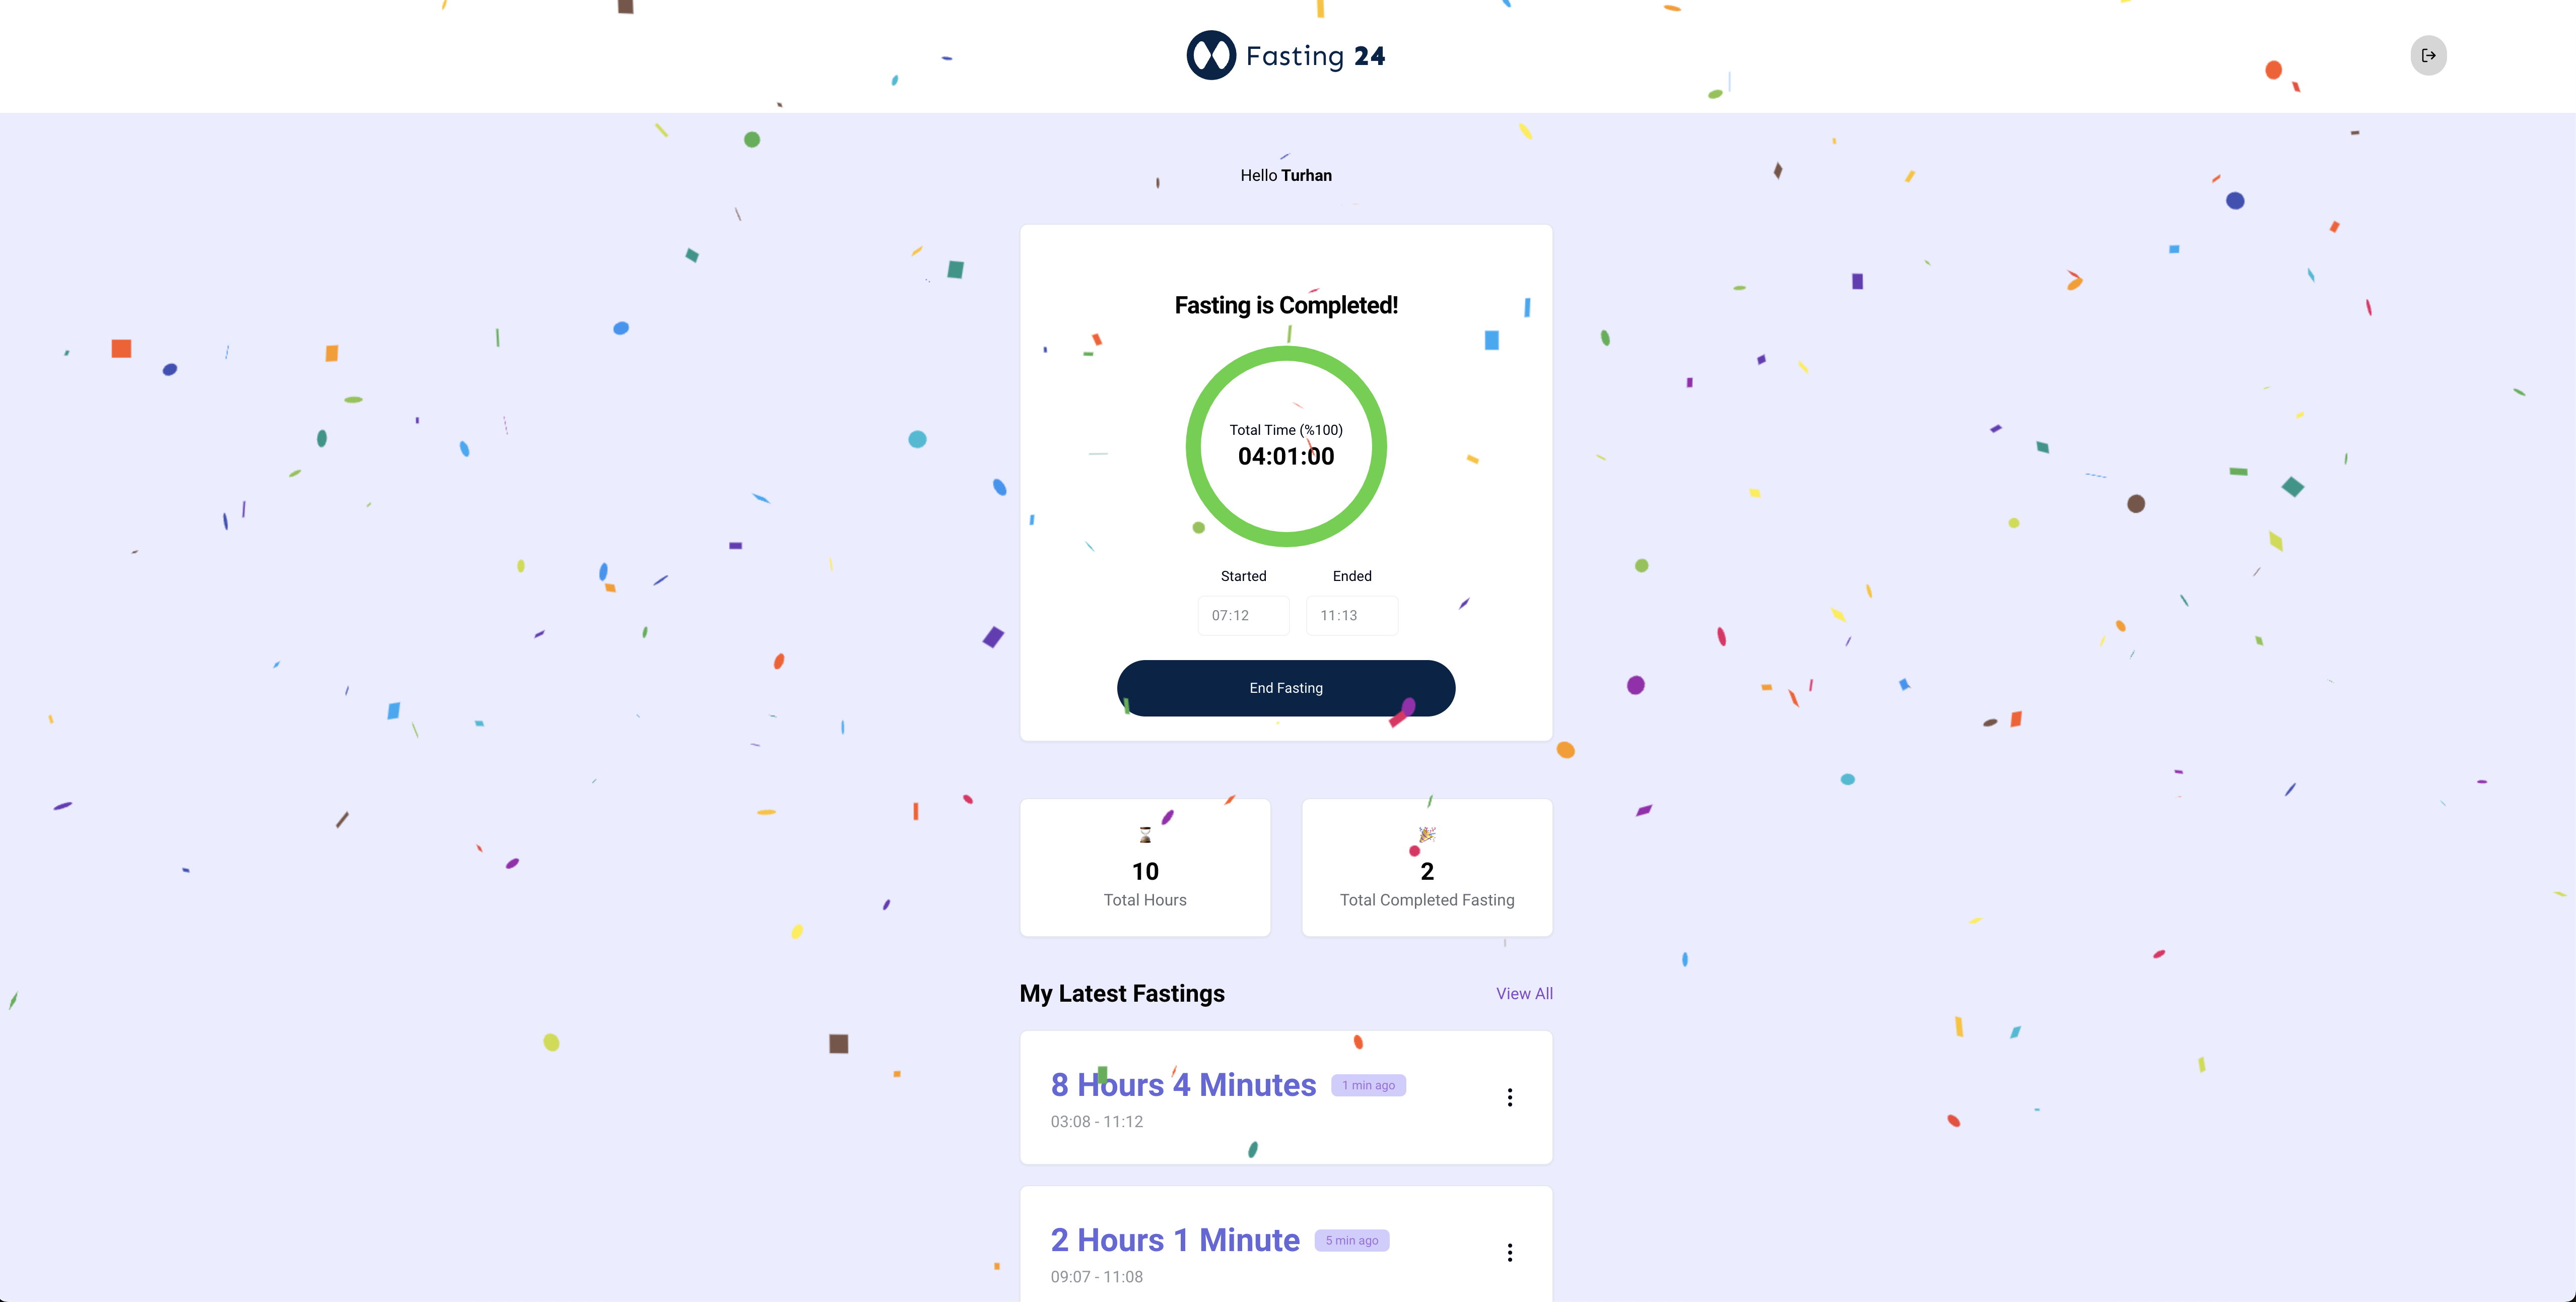 Fasting 24
Hello Turhan
Fasting is Completed!
Total Time (%100)
04:01:00
Started Ended
07:12 11:13
End Fasting
10 2
Total Hours Total Completed Fasting
My Latest Fastings View All
8 Hours 4 Minutes 1 min ago
03:08 - 11:12
2 Hours 1 Minute 5 min ago
09:07 - 11:08